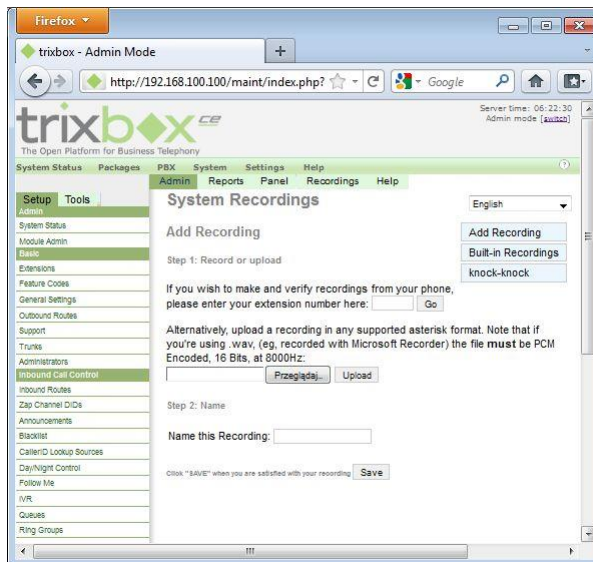 Firefox
trixbox - Admin Mode
http://192.168.100.100/maint/index.php?
Google
Server time: 06:22:30
Admin mode [switch]
trixbox ce
The Open Platform for Business Telephony
System Status Packages PBX System Settings Help
Admin Reports Panel Recordings Help
Setup Tools
Admin
System Status
Module Admin
Basic
Extensions
Feature Codes
General Settings
Outbound Routes
Support
Trunks
Administrators
Inbound Call Control
Inbound Routes
Zap Channel DIDs
Announcements
Blacklist
CallerID Lookup Sources
Day/Night Control
Follow Me
IVR
Queues
Ring Groups
System Recordings
English
Add Recording
Built-in Recordings
knock-knock
Add Recording
Step 1: Record or upload
If you wish to make and verify recordings from your phone,
please enter your extension number here: Go
Alternatively, upload a recording in any supported asterisk format. Note that if
you're using .wav, (eg, recorded with Microsoft Recorder) the file must be PCM
Encoded, 16 Bits, at 8000Hz:
Przeglądaj... Upload
Step 2: Name
Name this Recording:
Click "SAVE" when you are satisfied with your recording Save